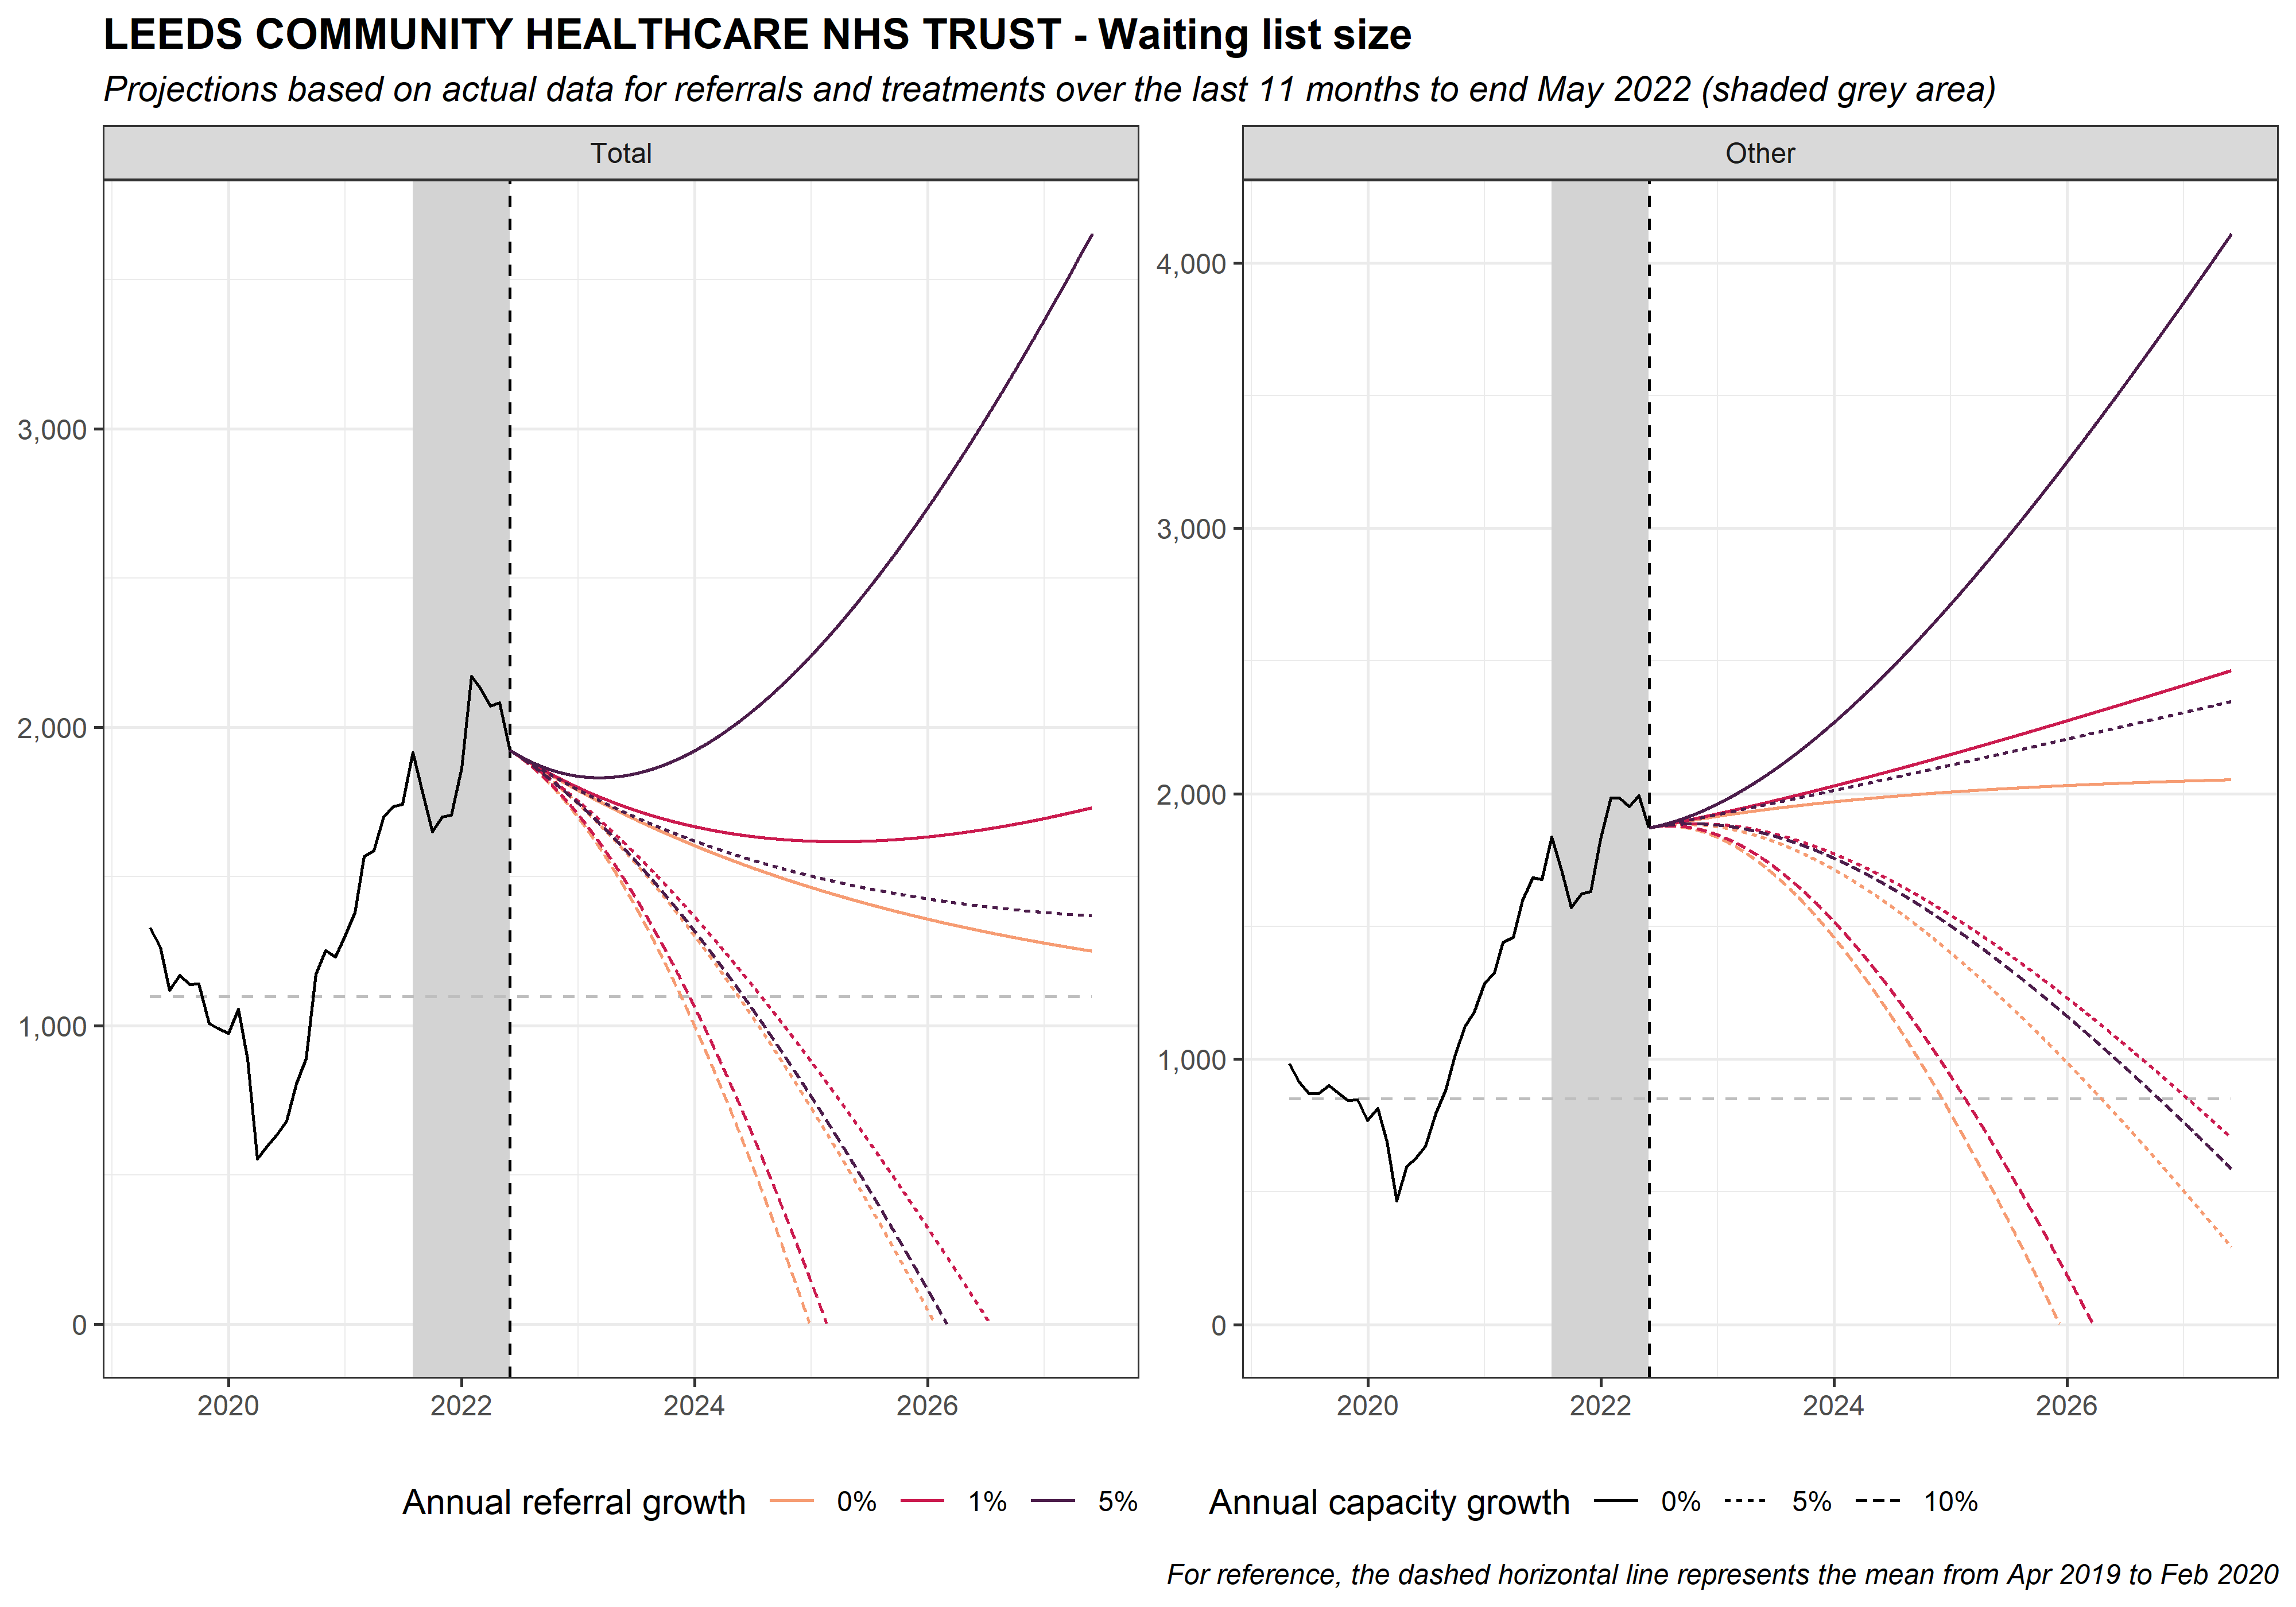 LEEDS COMMUNITY HEALTHCARE NHS TRUST - Waiting list size
Projections based on actual data for referrals and treatments over the last 11 months to end May 2022 (shaded grey area)
Total
Other
3,000
2,000
1,000
0
4,000
3,000
2,000
1,000
0
2020 2022 2024 2026
2020 2022 2024 2026
Annual referral growth 0% 1% 5%
Annual capacity growth 0% 5% 10%
For reference, the dashed horizontal line represents the mean from Apr 2019 to Feb 2020